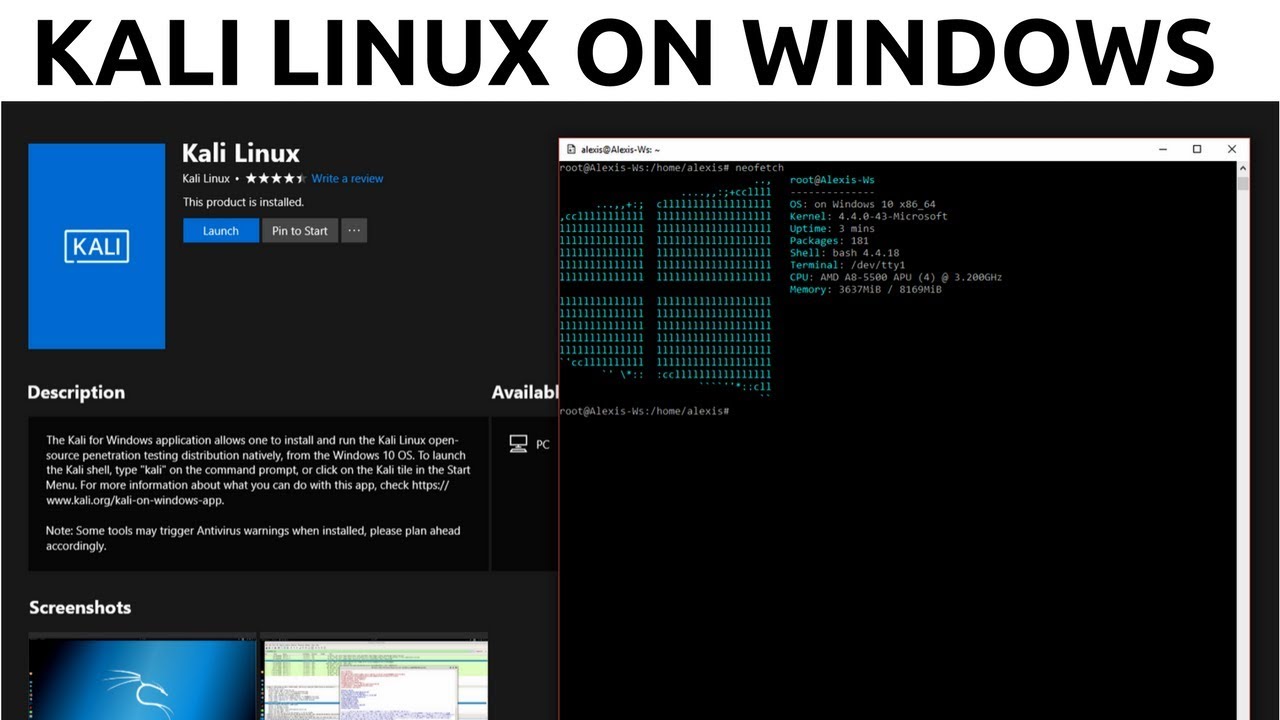 KALI LINUX ON WINDOWS
Kali Linux
Kali Linux • Write a review
This product is installed.
Launch Pin to Start ...
KALI
Description
The Kali for Windows application allows one to install and run the Kali Linux open-
source penetration testing distribution natively, from the Windows 10 OS. To launch
the Kali shell, type "kali" on the command prompt, or click on the Kali tile in the Start
Menu. For more information about what you can do with this app, check https://
www.kali.org/kali-on-windows-app.
Note: Some tools may trigger Antivirus warnings when installed, please plan ahead
accordingly.
Availabl
PC
Screenshots
alexis@Alexis-Ws: ~
root@Alexis-Ws:/home/alexis# neofetch
root@Alexis-Ws
--------------
OS: on Windows 10 x86_64
Kernel: 4.4.0-43-Microsoft
Uptime: 3 mins
Packages: 181
Shell: bash 4.4.18
Terminal: /dev/tty1
CPU: AMD A8-5500 APU (4) @ 3.200GHz
Memory: 3637MiB / 8169MiB
root@Alexis-Ws:/home/alexis#